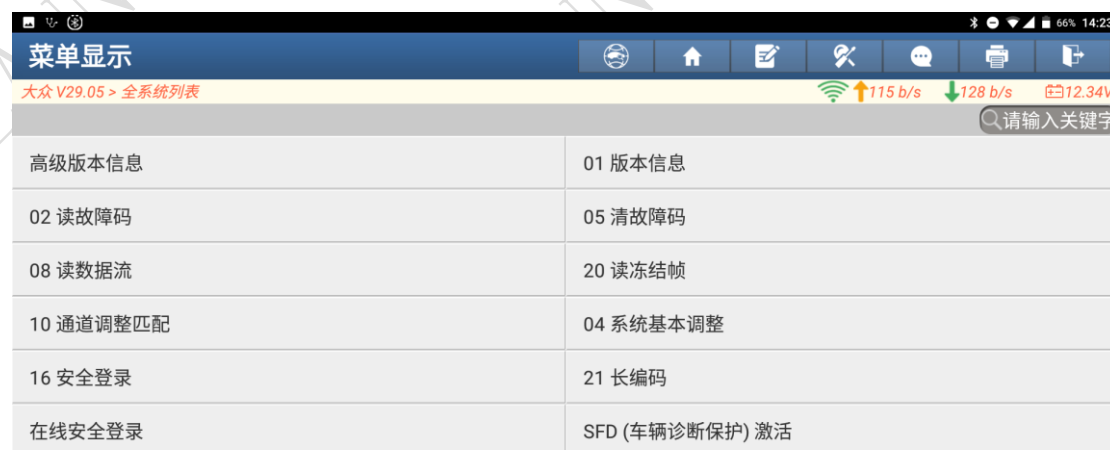 66% 14:23
菜单显示
大众 V29.05 > 全系统列表
115 b/s 128 b/s 12.34V
请输入关键字
高级版本信息 01 版本信息
02 读故障码 05 清故障码
08 读数据流 20 读冻结帧
10 通道调整匹配 04 系统基本调整
16 安全登录 21 长编码
在线安全登录 SFD (车辆诊断保护) 激活